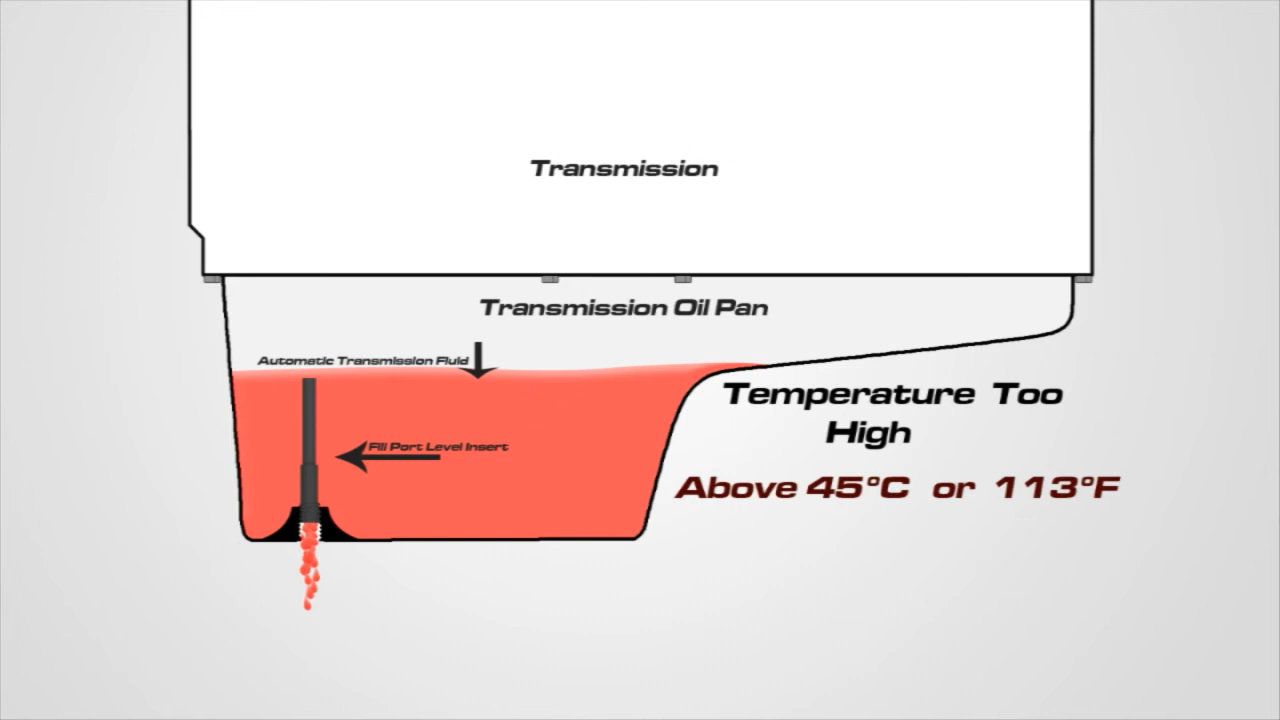 Transmission
Transmission Oil Pan
Automatic Transmission Fluid
Temperature Too
High
Fill Port Level Insert
Above 45°C or 113°F